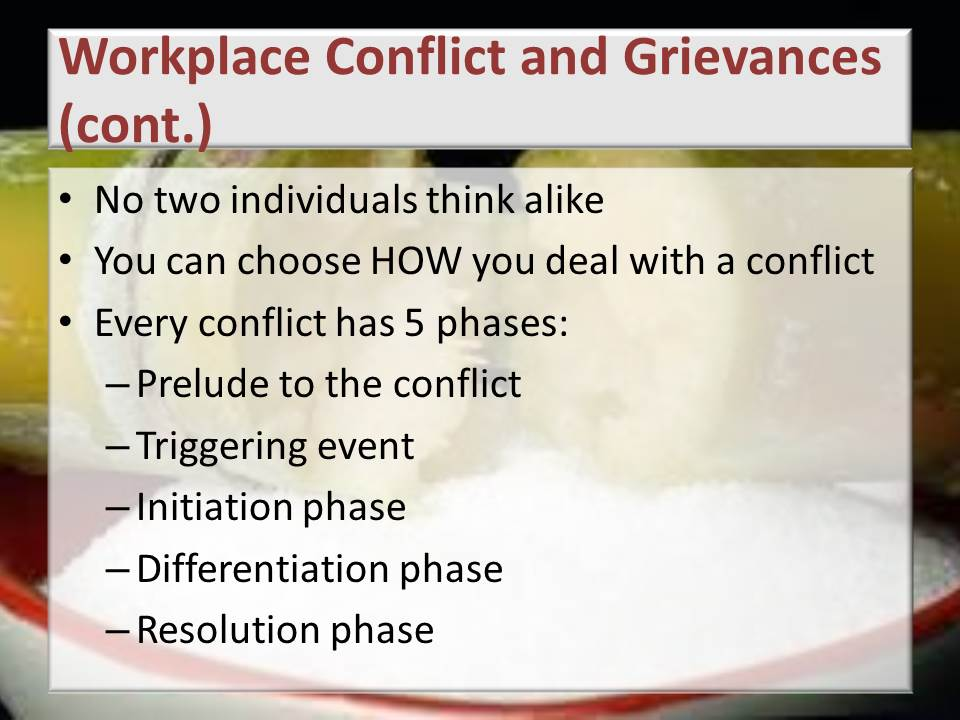 Workplace Conflict and Grievances
(cont.)
• No two individuals think alike
• You can choose HOW you deal with a conflict
• Every conflict has 5 phases:
– Prelude to the conflict
– Triggering event
– Initiation phase
– Differentiation phase
– Resolution phase